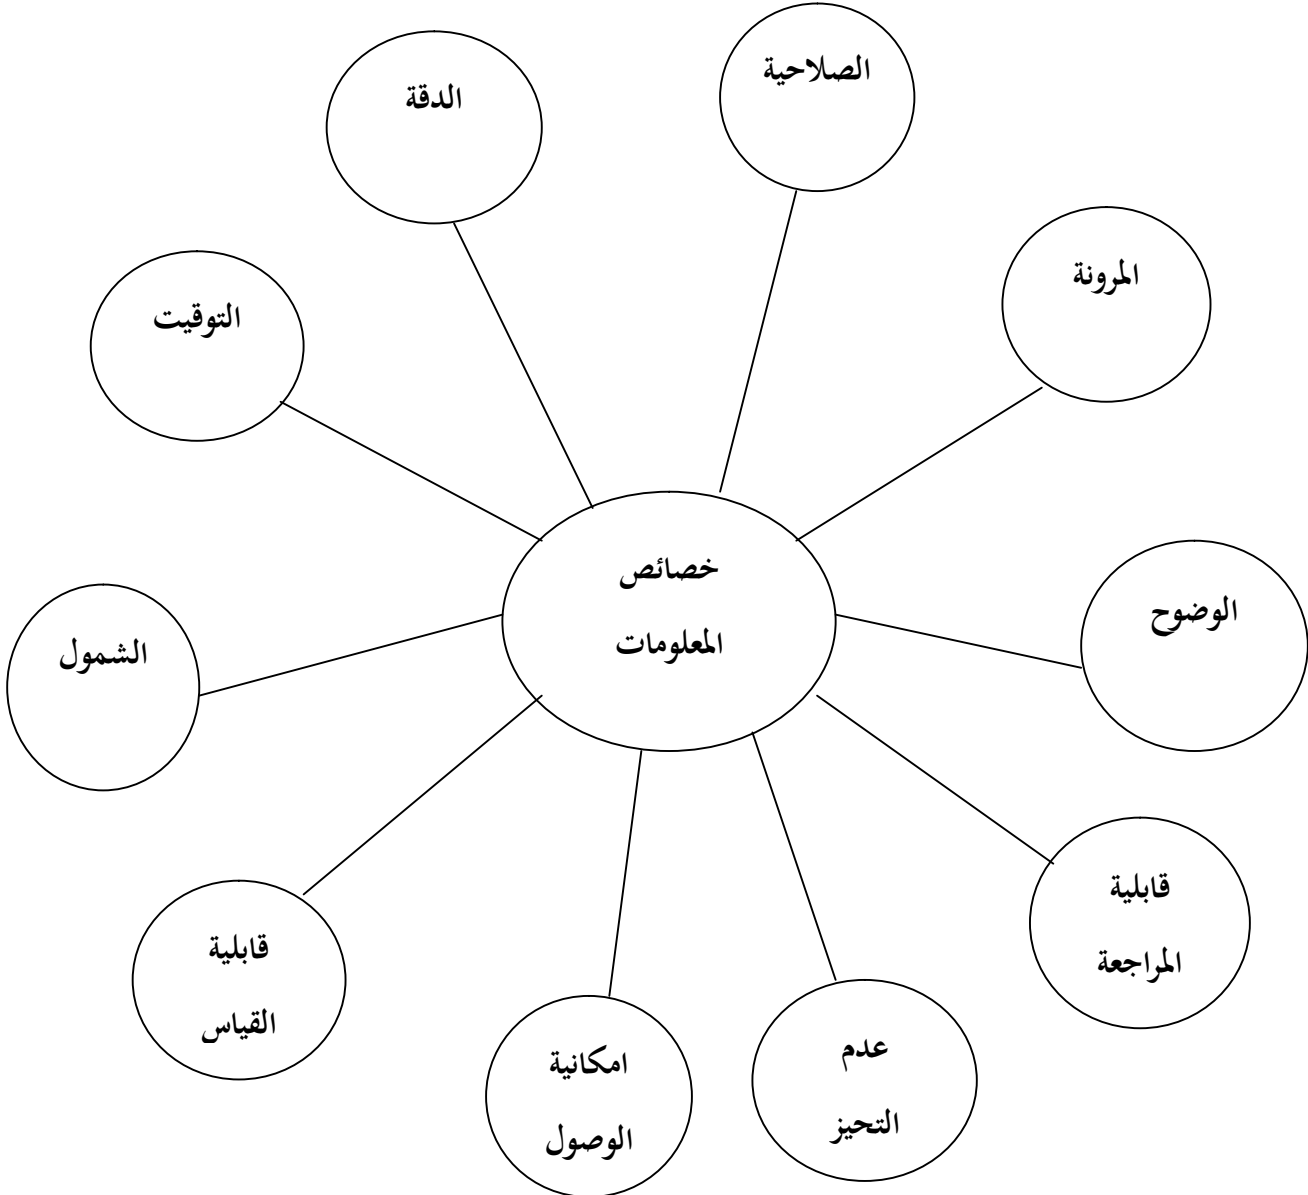 الصلاحية
الدقة
المرونة
التوقيت
خصائص
المعلومات
الوضوح
الشمول
قابلية
المراجعة
قابلية
القياس
عدم
التحيز
امكانية
الوصول